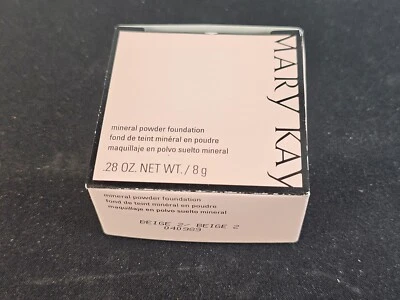 MARY KAY
mineral powder foundation
fond de teint minéral en poudre
maquillaje en polvo suelto mineral
.28 OZ. NET WT. / 8 g
mineral powder foundation
fond de teint minéral en poudre
maquillaje en polvo suelto mineral
BEIGE 2/ BEIGE 2
040983